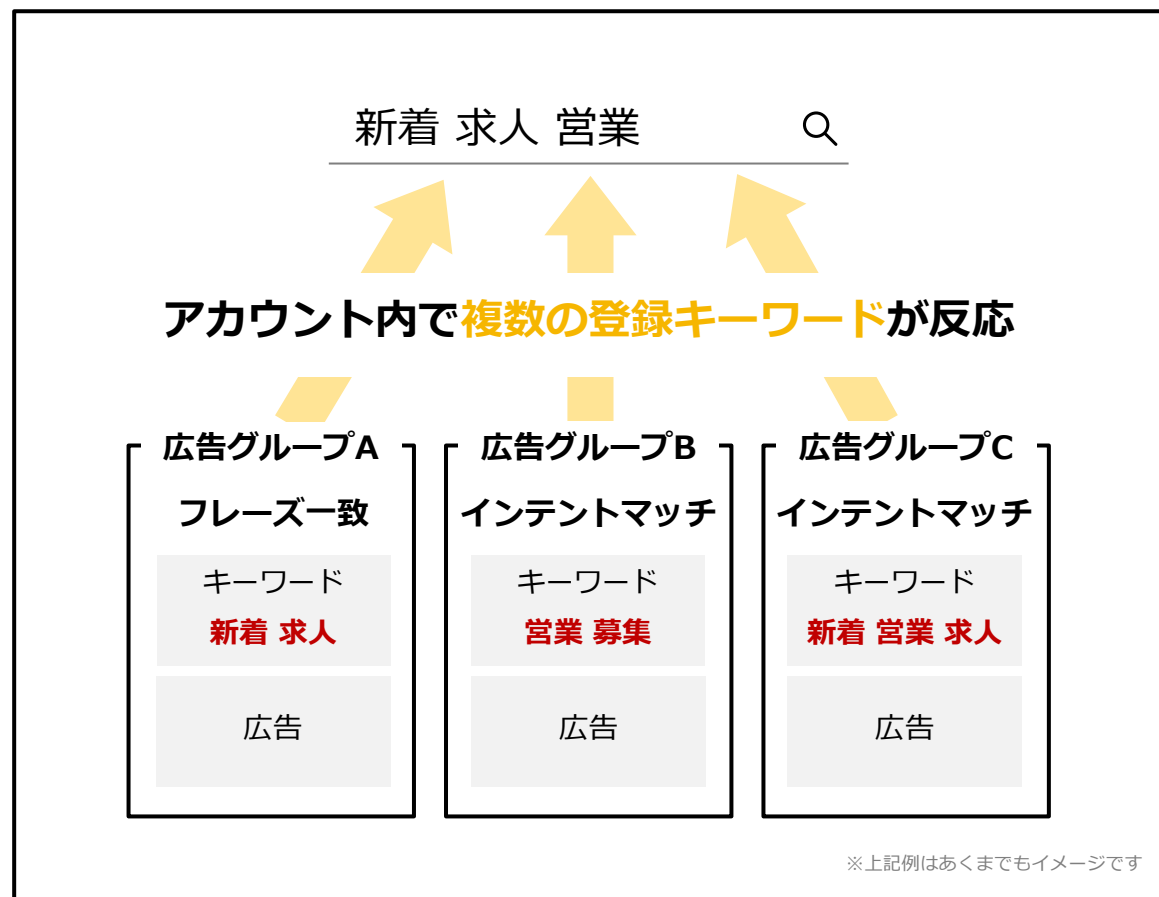 新着 求人 営業
アカウント内で複数の登録キーワードが反応
広告グループA
フレーズ一致
キーワード
新着 求人
広告
広告グループB
インテントマッチ
キーワード
営業 募集
広告
広告グループC
インテントマッチ
キーワード
新着 営業 求人
広告
※上記例はあくまでもイメージです